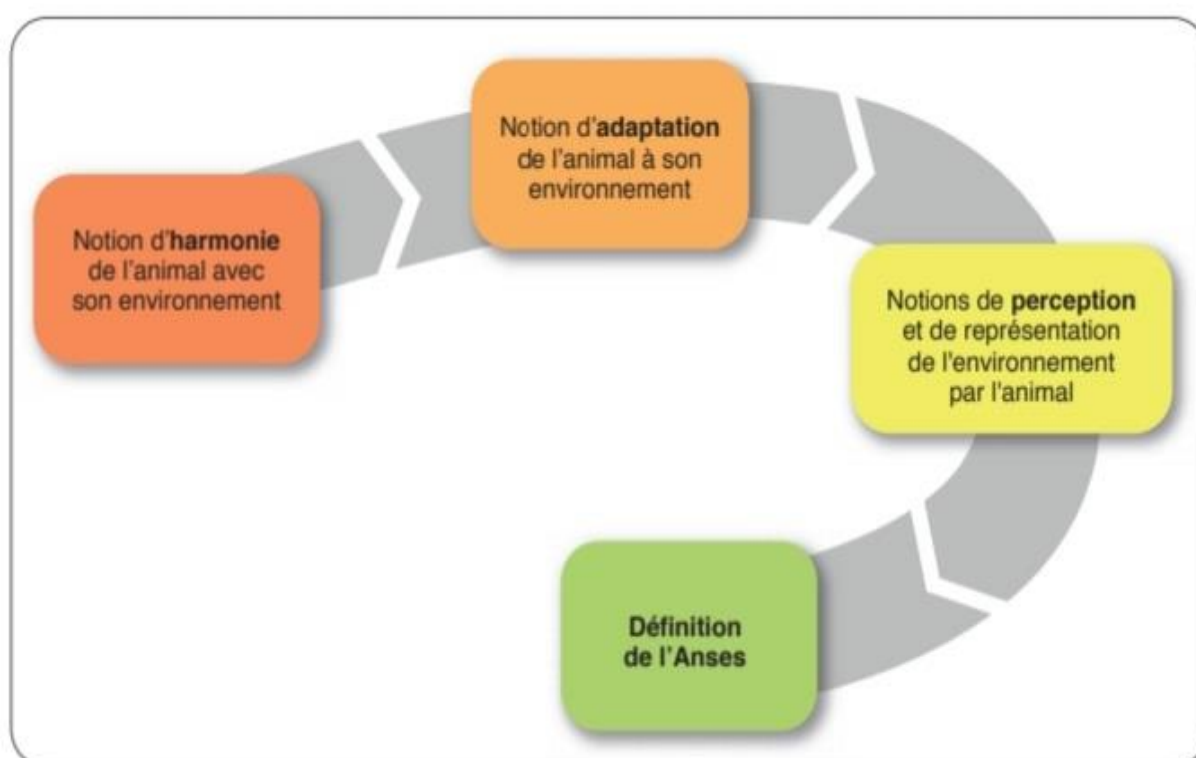 Notion d'harmonie
de l'animal avec
son environnement
Notion d'adaptation
de l'animal à son
environnement
Notions de perception
et de représentation
de l'environnement
par l'animal
Définition
de l'Anses